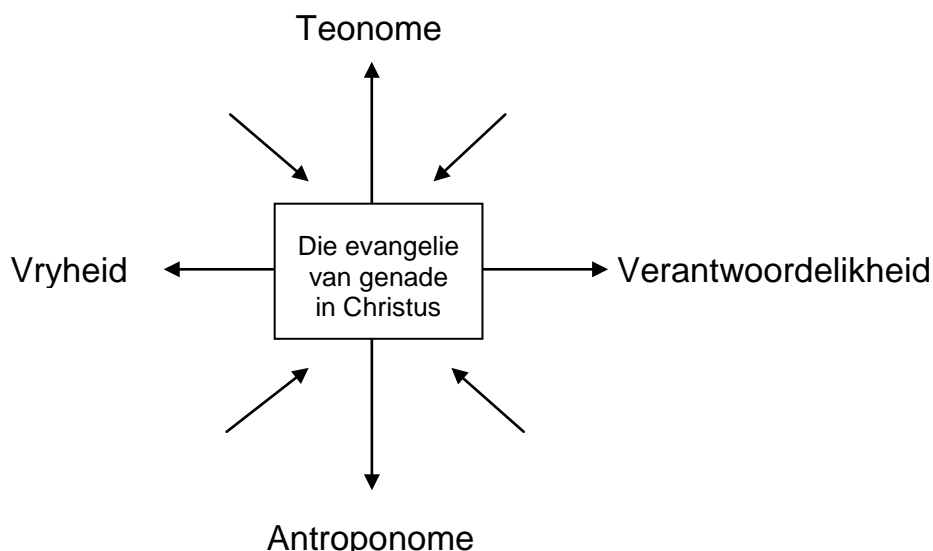 Teonome
Die evangelie
van genade
in Christus
Vryheid
Verantwoordelikheid
Antroponome